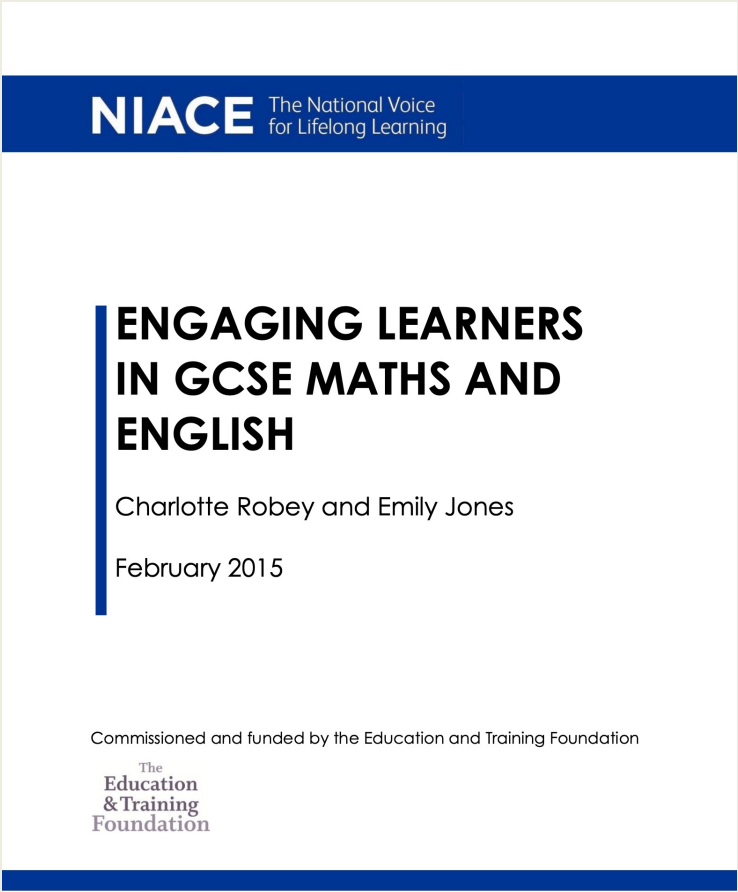 NIACE The National Voice
for Lifelong Learning
ENGAGING LEARNERS
IN GCSE MATHS AND
ENGLISH
Charlotte Robey and Emily Jones
February 2015
Commissioned and funded by the Education and Training Foundation
The
Education
& Training
Foundation